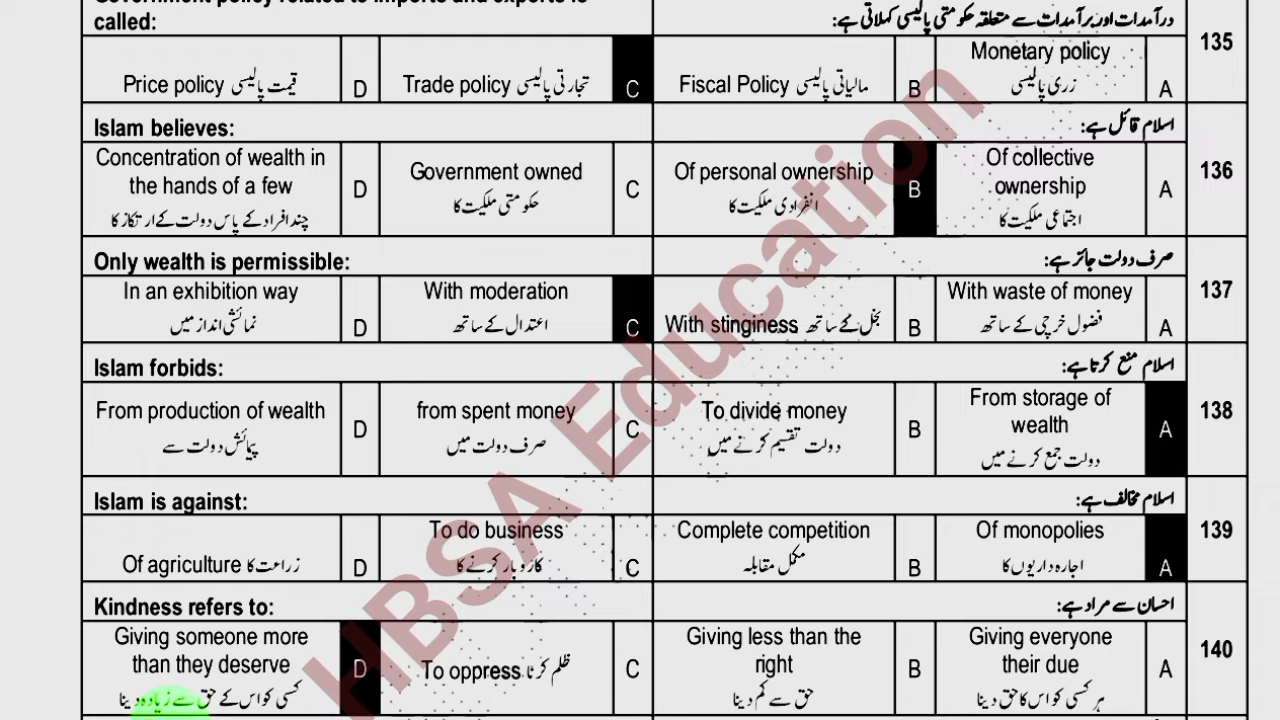 Government policy related to imports and exports is called:
درآمدات اور برآمدات سے متعلقہ حکومتی پالیسی کہلاتی ہے:
135
Price policy قیمت پالیسی D Trade policy تجارتی پالیسی C Fiscal Policy مالیاتی پالیسی B Monetary policy زری پالیسی A
Islam believes:
اسلام قائل ہے:
136
Concentration of wealth in the hands of a few چند افراد کے پاس دولت کے ارتکاز کا D Government owned حکومتی ملکیت کا C Of personal ownership انفرادی ملکیت کا B Of collective ownership اجتماعی ملکیت کا A
Only wealth is permissible:
صرف دولت جائز ہے:
137
In an exhibition way نمائشی انداز میں D With moderation اعتدال کے ساتھ C With stinginess بخل کے ساتھ B With waste of money فضول خرچی کے ساتھ A
Islam forbids:
اسلام منع کرتا ہے:
138
From production of wealth پیمائش دولت سے D from spent money صرف دولت میں C To divide money دولت تقسیم کرنے میں B From storage of wealth دولت جمع کرنے میں A
Islam is against:
اسلام مخالف ہے:
139
Of agriculture زراعت کا D To do business کاروبار کرنے کا C Complete competition مکمل مقابلہ B Of monopolies اجارہ داریوں کا A
Kindness refers to:
احسان سے مراد ہے:
140
Giving someone more than they deserve کسی کو اس کے حق سے زیادہ دینا D To oppress ظلم کرنا C Giving less than the right حق سے کم دینا B Giving everyone their due ہر کسی کو اس کا حق دینا A
HBSA Education